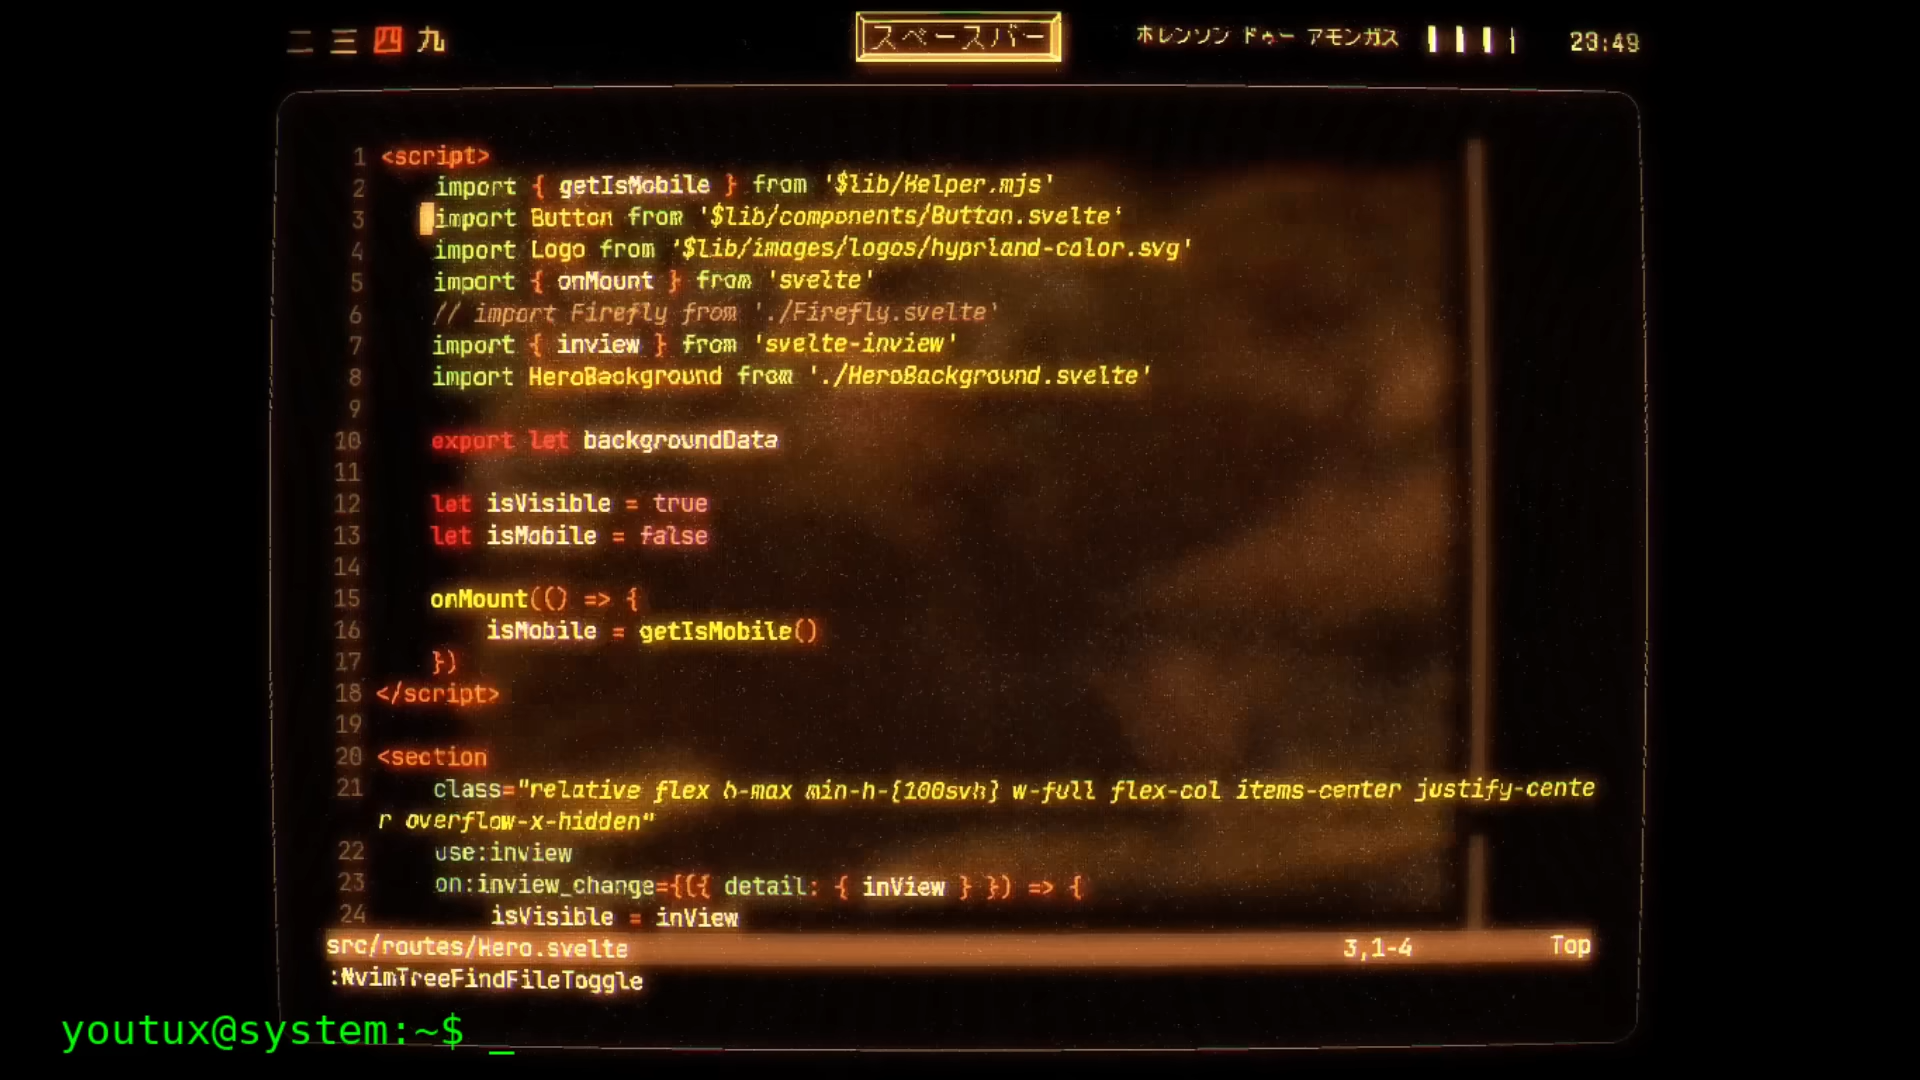 二 三 四 九
スペースバー
ホレンソン ドゥー アモンガス
23:49
1 <script>
2 import { getIsMobile } from '$lib/Helper.mjs'
3 import Button from '$lib/components/Button.svelte'
4 import Logo from '$lib/images/logos/hyprland-color.svg'
5 import { onMount } from 'svelte'
6 // import Firefly from './Firefly.svelte'
7 import { inview } from 'svelte-inview'
8 import HeroBackground from './HeroBackground.svelte'
9
10 export let backgroundData
11
12 let isVisible = true
13 let isMobile = false
14
15 onMount(() => {
16 isMobile = getIsMobile()
17 })
18 </script>
19
20 <section
21 class="relative flex h-max min-h-[100svh] w-full flex-col items-center justify-cente
r overflow-x-hidden"
22 use:inview
23 on:inview_change={({ detail: { inView } }) => {
24 isVisible = inView
src/routes/Hero.svelte 3,1-4 Top
:NvimTreeFindFileToggle
youtux@system:~$ _